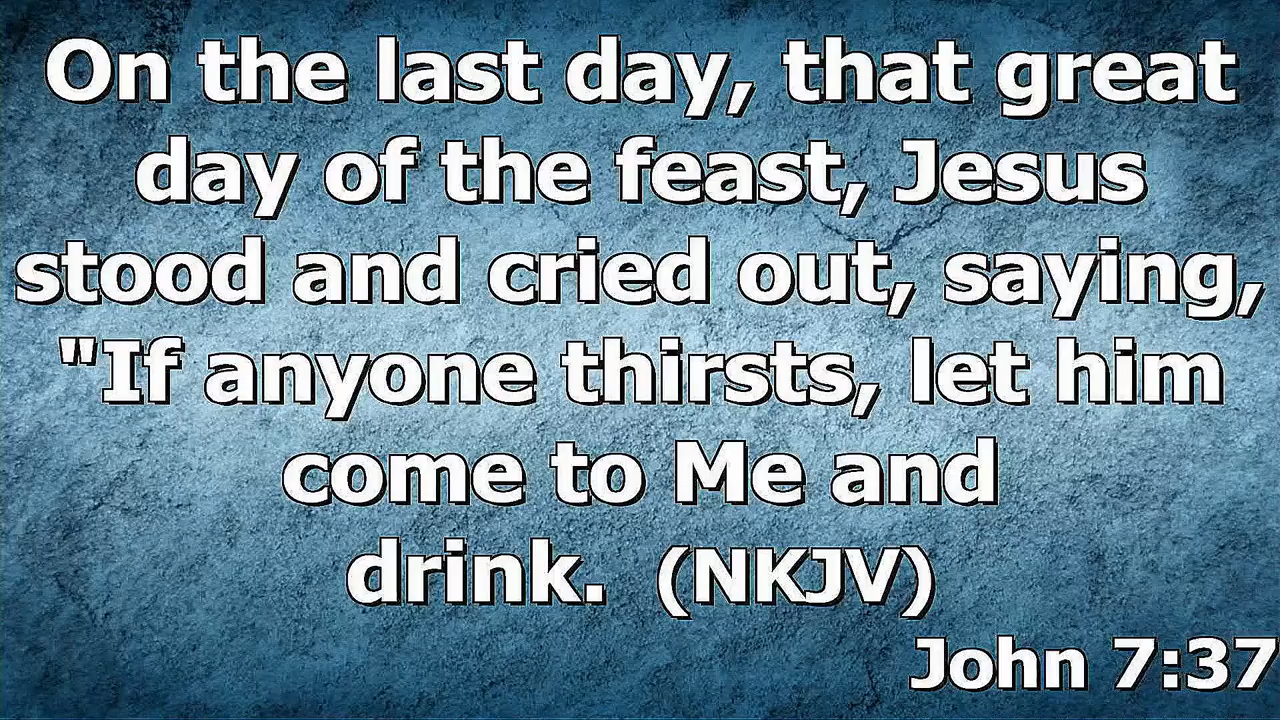 On the last day, that great
day of the feast, Jesus
stood and cried out, saying,
"If anyone thirsts, let him
come to Me and
drink. (NKJV)
John 7:37